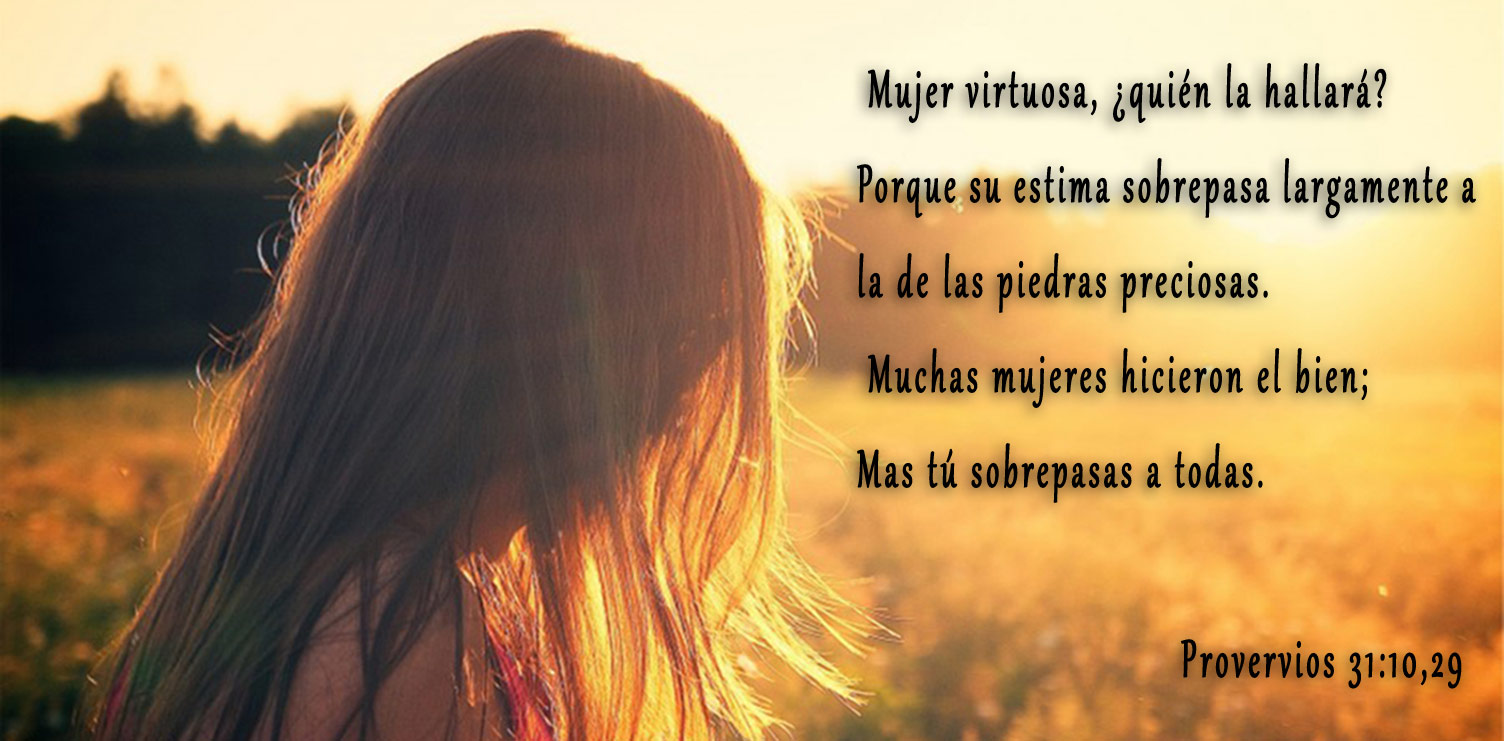 Mujer virtuosa, ¿quién la hallará?
Porque su estima sobrepasa largamente a
la de las piedras preciosas.
Muchas mujeres hicieron el bien;
Mas tú sobrepasas a todas.
Provervios 31:10,29